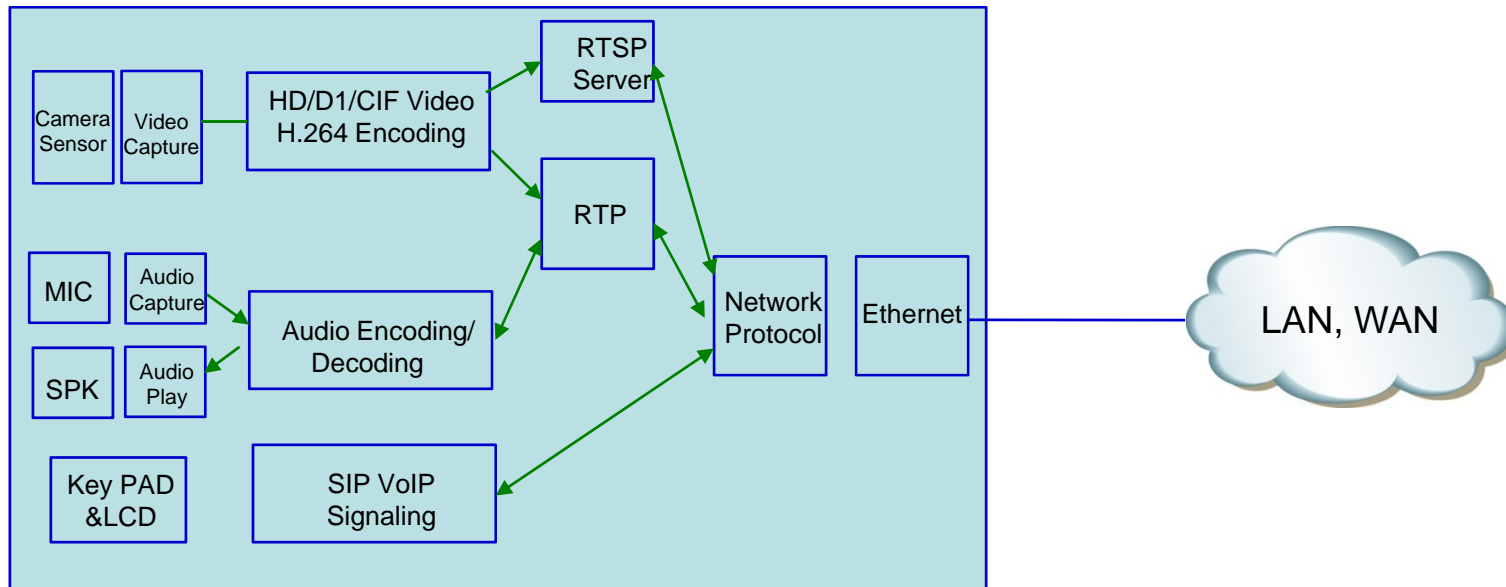 Camera
Sensor
Video
Capture
HD/D1/CIF Video
H.264 Encoding
RTSP
Server
RTP
MIC
Audio
Capture
Audio Encoding/
Decoding
SPK
Audio
Play
Key PAD
&LCD
SIP VoIP
Signaling
Network
Protocol
Ethernet
LAN, WAN